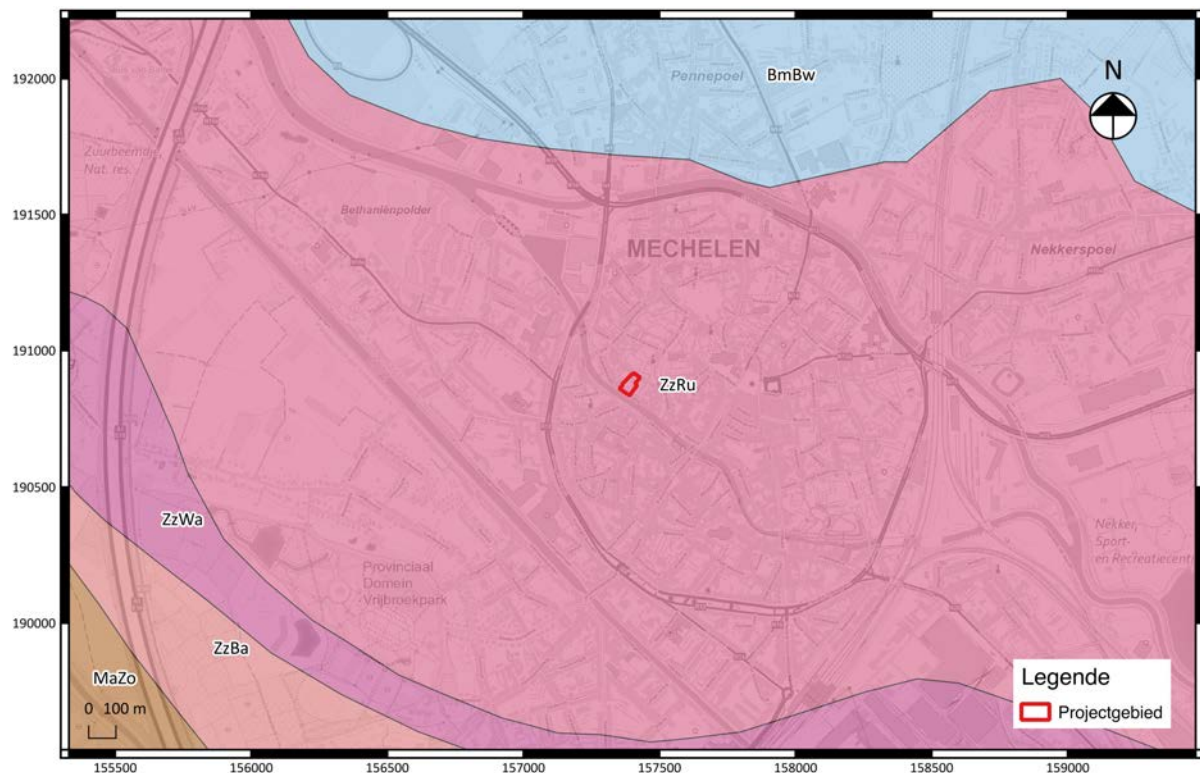 192000
Pennepoel
BmBw
N
Zuurbeemde,
Nat. res.
191500
Bethaniënpolder
MECHELEN
Nekkerspoel
191000
ZzRu
190500
ZzWa
Nekker,
Sport-
en Recreatiecent
Provinciaal
Domein
Vrijbroekpark
190000
ZzBa
MaZo
0 100 m
Legende
Projectgebied
155500 156000 156500 157000 157500 158000 158500 159000